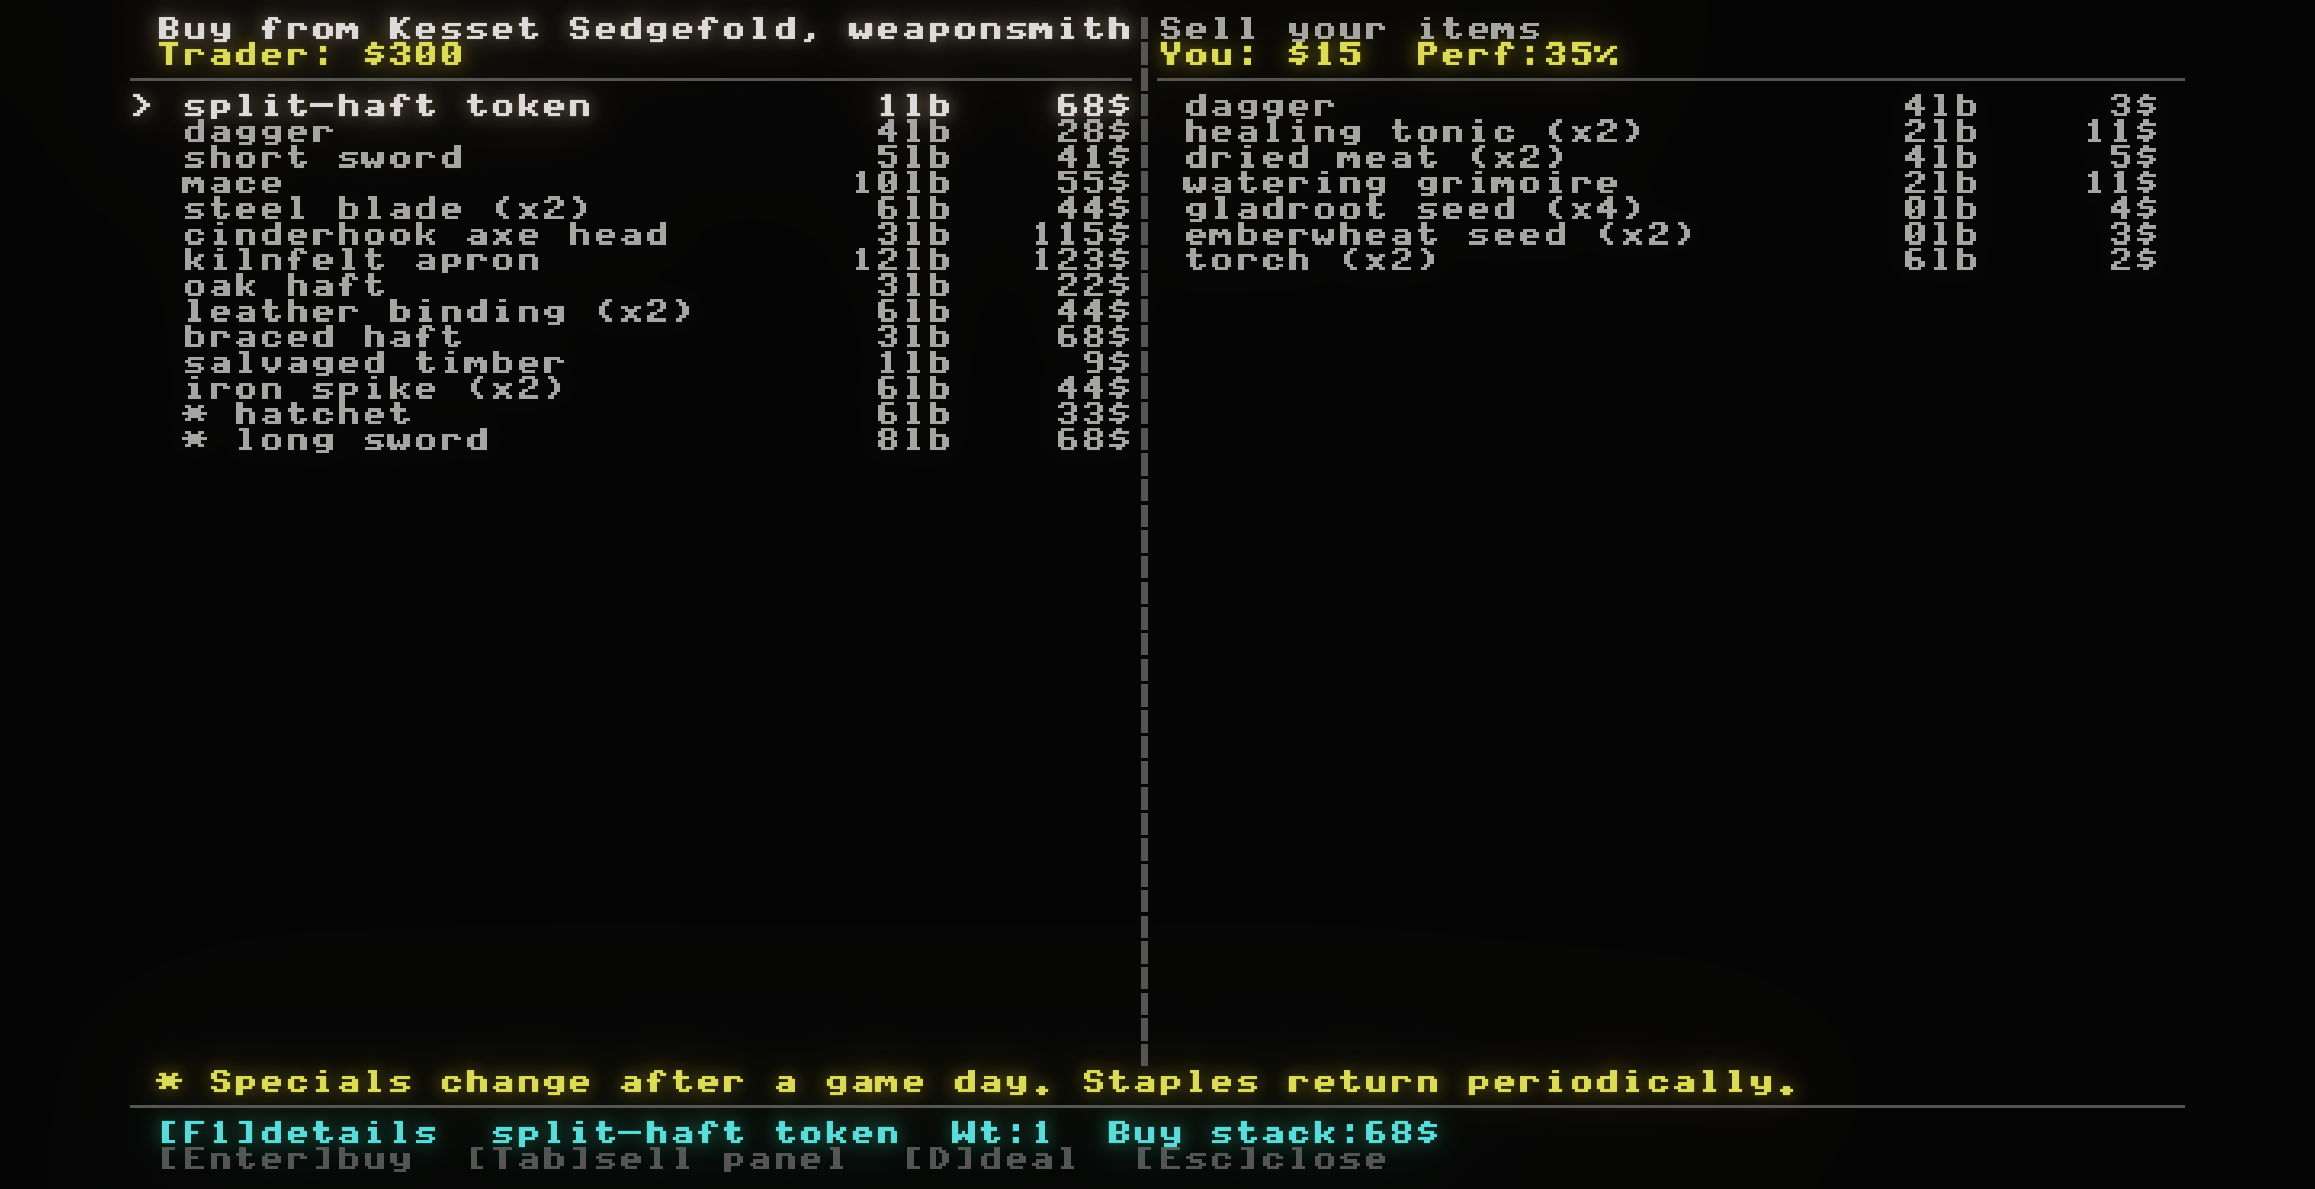 Buy from Kesset Sedgefold, weaponsmith
Trader: $300
> split-haft token 1lb 68$
dagger 4lb 28$
short sword 5lb 41$
mace 10lb 55$
steel blade (x2) 6lb 44$
cinderhook axe head 3lb 115$
kilnfelt apron 12lb 123$
oak haft 3lb 22$
leather binding (x2) 6lb 44$
braced haft 3lb 68$
salvaged timber 1lb 9$
iron spike (x2) 6lb 44$
* hatchet 6lb 33$
* long sword 8lb 68$
Sell your items
You: $15 Perf:35%
dagger 4lb 3$
healing tonic (x2) 2lb 11$
dried meat (x2) 4lb 5$
watering grimoire 2lb 11$
gladroot seed (x4) 0lb 4$
emberwheat seed (x2) 0lb 3$
torch (x2) 6lb 2$
* Specials change after a game day. Staples return periodically.
[F1]details split-haft token Wt:1 Buy stack:68$
[Enter]buy [Tab]sell panel [D]deal [Esc]close